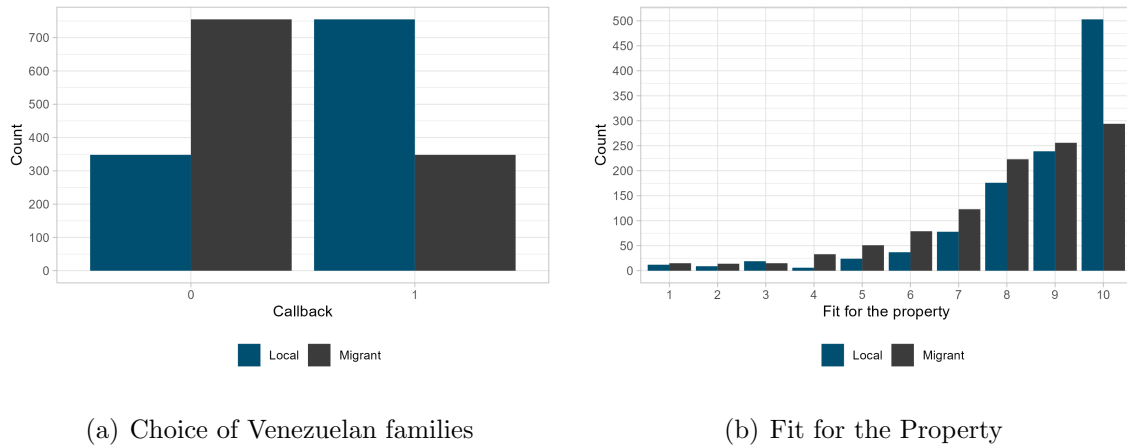 700
600
500
400
300
200
100
0
Count
0 1
Callback
Local Migrant
(a) Choice of Venezuelan families
500
450
400
350
300
250
200
150
100
50
0
Count
1 2 3 4 5 6 7 8 9 10
Fit for the property
Local Migrant
(b) Fit for the Property